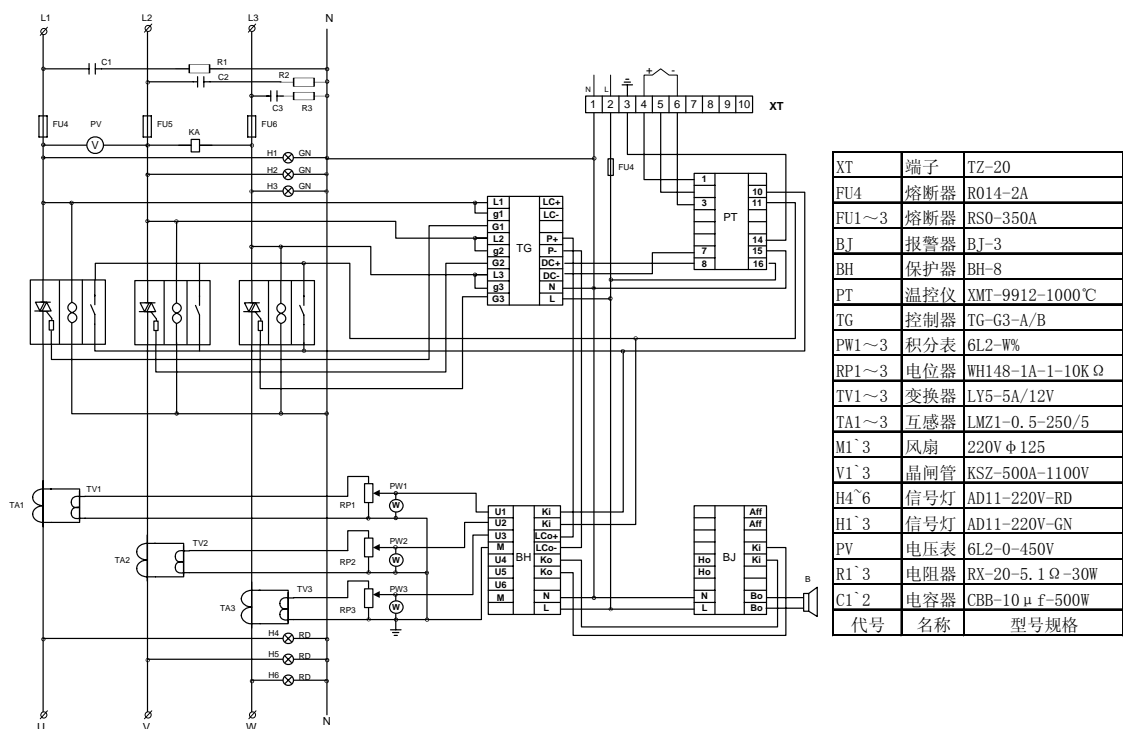 L1 L2 L3 N
C1 R1
C2 R2
C3 R3
FU4 PV FU5 KA FU6
V
H1 GN
H2 GN
H3 GN
+ -
N L
1 2 3 4 5 6 7 8 9 10 XT
FU4
L1 LC+
g1 LC-
G1
L2 P+
g2 P-
G2 DC+
L3 DC-
g3 N
G3 L
TG
1
3
7
8
10
11
14
15
16
PT
TA1 TV1
RP1 PW1
W
TA2 TV2
RP2 PW2
W
TA3 TV3
RP3 PW3
W
H4 RD
H5 RD
H6 RD
U V W N
U1 Ki
U2 Ki
U3 LCo+
M LCo-
U4 Ko
U5 Ko
U6
M N
L
BH
Aff
Aff
Ki
Ho Ki
Ho
N Bo
L Bo
BJ
B
XT 端子 TZ-20
FU4 熔断器 RO14-2A
FU1～3 熔断器 RS0-350A
BJ 报警器 BJ-3
BH 保护器 BH-8
PT 温控仪 XMT-9912-1000℃
TG 控制器 TG-G3-A/B
PW1～3 积分表 6L2-W%
RP1～3 电位器 WH148-1A-1-10KΩ
TV1～3 变换器 LY5-5A/12V
TA1～3 互感器 LMZ1-0.5-250/5
M1`3 风扇 220Vφ125
V1`3 晶闸管 KSZ-500A-1100V
H4~6 信号灯 AD11-220V-RD
H1`3 信号灯 AD11-220V-GN
PV 电压表 6L2-0-450V
R1`3 电阻器 RX-20-5.1Ω-30W
C1`2 电容器 CBB-10μf-500W
代号 名称 型号规格